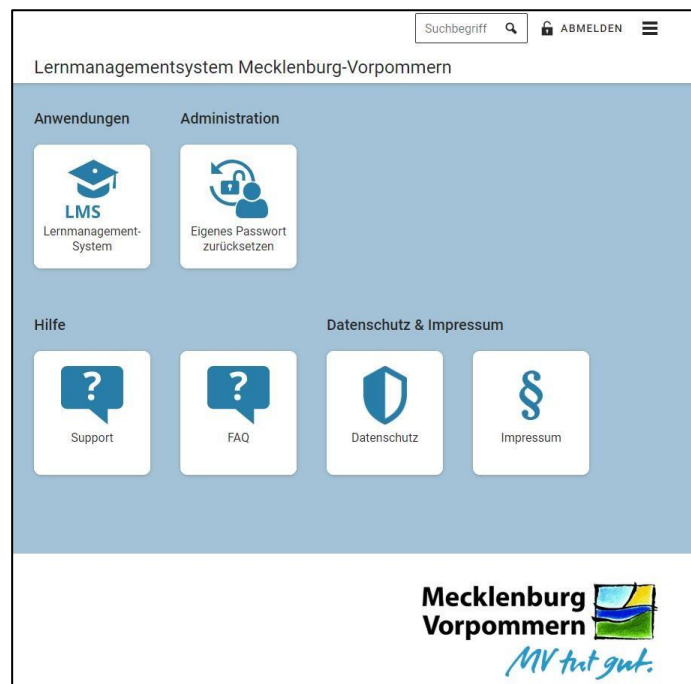 Suchbegriff
ABMELDEN
Lernmanagementsystem Mecklenburg-Vorpommern
Anwendungen
Administration
LMS
Lernmanagement-
System
Eigenes Passwort
zurücksetzen
Hilfe
Datenschutz & Impressum
?
Support
?
FAQ
Datenschutz
§
Impressum
Mecklenburg
Vorpommern
MV tut gut.